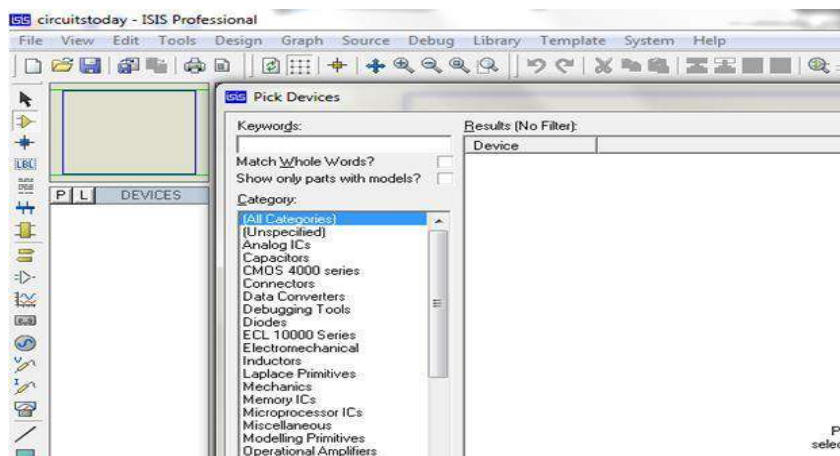 ISIS circuitstoday - ISIS Professional
File View Edit Tools Design Graph Source Debug Library Template System Help
ISIS Pick Devices
Keywords:
Match Whole Words?
Show only parts with models?
Category:
(All Categories)
(Unspecified)
Analog ICs
Capacitors
CMOS 4000 series
Connectors
Data Converters
Debugging Tools
Diodes
ECL 10000 Series
Electromechanical
Inductors
Laplace Primitives
Mechanics
Memory ICs
Microprocessor ICs
Miscellaneous
Modelling Primitives
Operational Amplifiers
Results (No Filter):
Device
P
selec
LBL
P L DEVICES